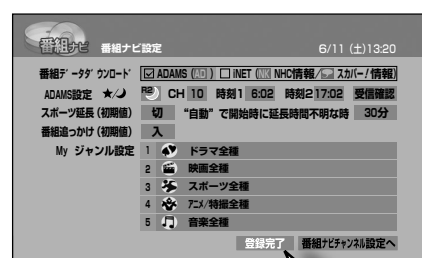 番組ナビ 番組ナビ設定 6/11 (土)13:20
番組ﾃﾞｰﾀﾀﾞｳﾝﾛｰﾄﾞ ☑ ADAMS (AD) ☐ iNET (NK NHC情報/ スカパー!情報)
ADAMS設定 ★ R2 CH 10 時刻1 6:02 時刻2 17:02 受信確認
スポーツ延長 (初期値) 切 “自動” で開始時に延長時間不明な時 30分
番組追っかけ (初期値) 入
My ジャンル設定 1 ドラマ全種
2 映画全種
3 スポーツ全種
4 ｱﾆﾒ/特撮全種
5 音楽全種
登録完了 番組ナビチャンネル設定へ